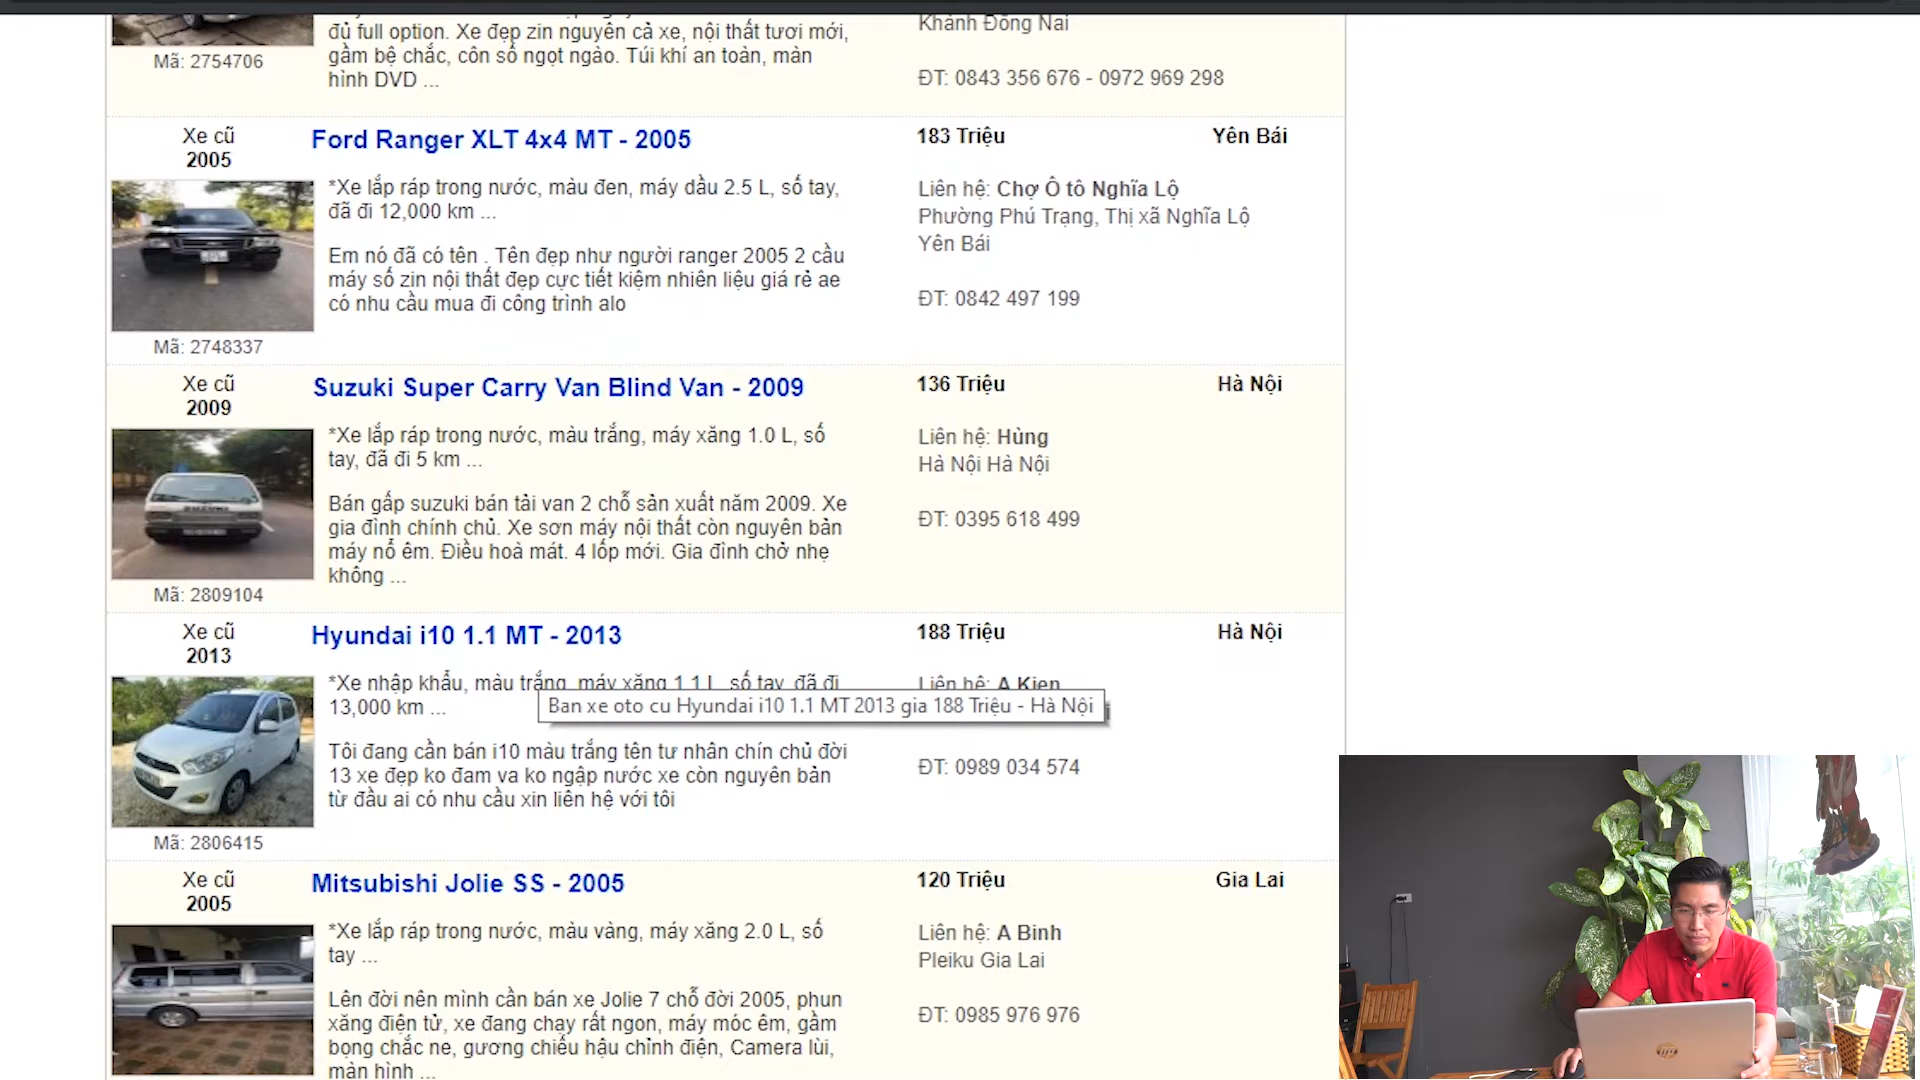 đủ full option. Xe đẹp zin nguyên cả xe, nội thất tươi mới,
gầm bệ chắc, côn số ngọt ngào. Túi khí an toàn, màn
hình DVD ...
Mã: 2754706
Khánh Đồng Nai
ĐT: 0843 356 676 - 0972 969 298
Xe cũ
2005
Ford Ranger XLT 4x4 MT - 2005
183 Triệu
Yên Bái
*Xe lắp ráp trong nước, màu đen, máy dầu 2.5 L, số tay,
đã đi 12,000 km ...
Em nó đã có tên . Tên đẹp như người ranger 2005 2 cầu
máy số zin nội thất đẹp cực tiết kiệm nhiên liệu giá rẻ ae
có nhu cầu mua đi công trình alo
Liên hệ: Chợ Ô tô Nghĩa Lộ
Phường Phú Trạng, Thị xã Nghĩa Lộ
Yên Bái
ĐT: 0842 497 199
Mã: 2748337
Xe cũ
2009
Suzuki Super Carry Van Blind Van - 2009
136 Triệu
Hà Nội
*Xe lắp ráp trong nước, màu trắng, máy xăng 1.0 L, số
tay, đã đi 5 km ...
Bán gấp suzuki bán tải van 2 chỗ sản xuất năm 2009. Xe
gia đình chính chủ. Xe sơn máy nội thất còn nguyên bản
máy nổ êm. Điều hoà mát. 4 lốp mới. Gia đình chở nhẹ
không ...
Liên hệ: Hùng
Hà Nội Hà Nội
ĐT: 0395 618 499
SUZUKI
Mã: 2809104
Xe cũ
2013
Hyundai i10 1.1 MT - 2013
188 Triệu
Hà Nội
*Xe nhập khẩu, màu trắng, máy xăng 1.1 L, số tay, đã đi
13,000 km ...
Liên hệ: A Kien
Ban xe oto cu Hyundai i10 1.1 MT 2013 gia 188 Triệu - Hà Nội
Tôi đang cần bán i10 màu trắng tên tư nhân chín chủ đời
13 xe đẹp ko đam va ko ngập nước xe còn nguyên bản
từ đầu ai có nhu cầu xin liên hệ với tôi
ĐT: 0989 034 574
Mã: 2806415
Xe cũ
2005
Mitsubishi Jolie SS - 2005
120 Triệu
Gia Lai
*Xe lắp ráp trong nước, màu vàng, máy xăng 2.0 L, số
tay ...
Lên đời nên mình cần bán xe Jolie 7 chỗ đời 2005, phun
xăng điện tử, xe đang chạy rất ngon, máy móc êm, gầm
bọng chắc ne, gương chiếu hậu chỉnh điện, Camera lùi,
màn hình ...
Liên hệ: A Binh
Pleiku Gia Lai
ĐT: 0985 976 976
hp